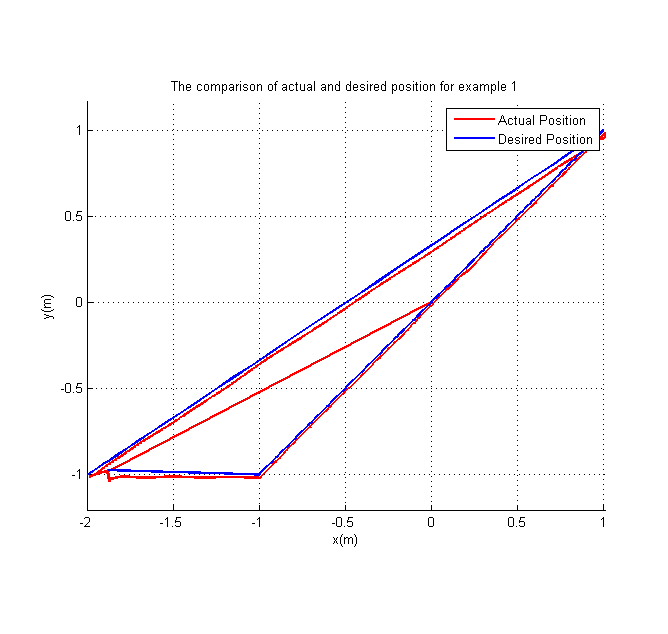 The comparison of actual and desired position for example 1
Actual Position
Desired Position
1
0.5
0
-0.5
-1
y(m)
-2
-1.5
-1
-0.5
0
0.5
1
x(m)